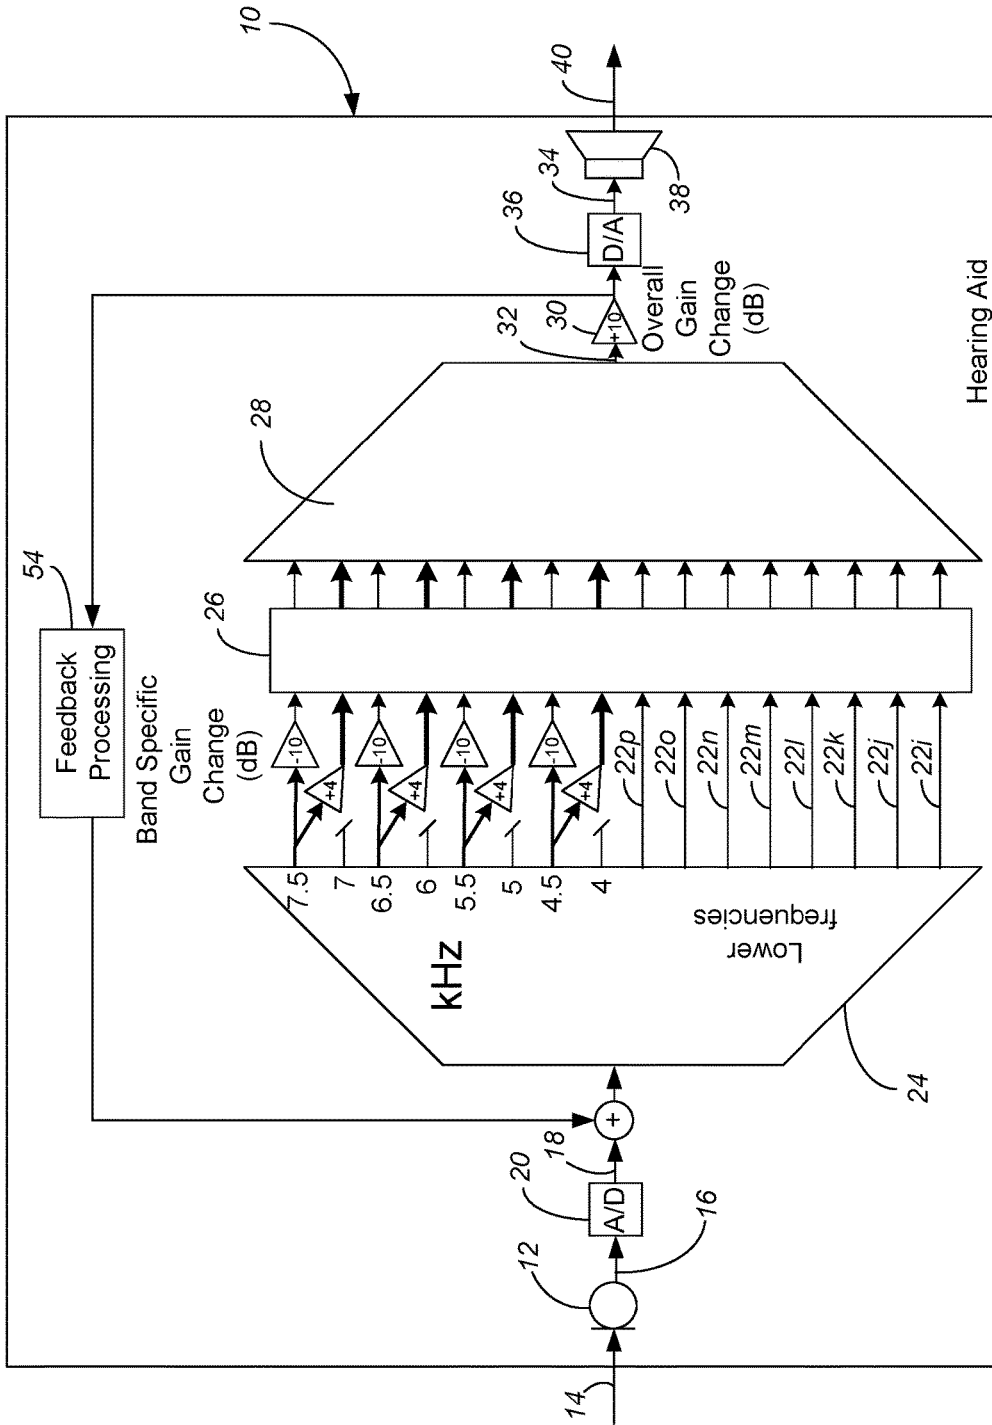 10
54
Feedback
Processing
Band Specific
Gain
Change
(dB)
26
28
kHz
7.5
7
6.5
6
5.5
5
4.5
4
-10
+4
-10
+4
-10
+4
-10
+4
22p
22o
22n
22m
22l
22k
22j
22i
Lower
frequencies
24
14
12
16
20
A/D
18
+
32
30
+10
Overall
Gain
Change
(dB)
36
D/A
34
38
40
Hearing Aid